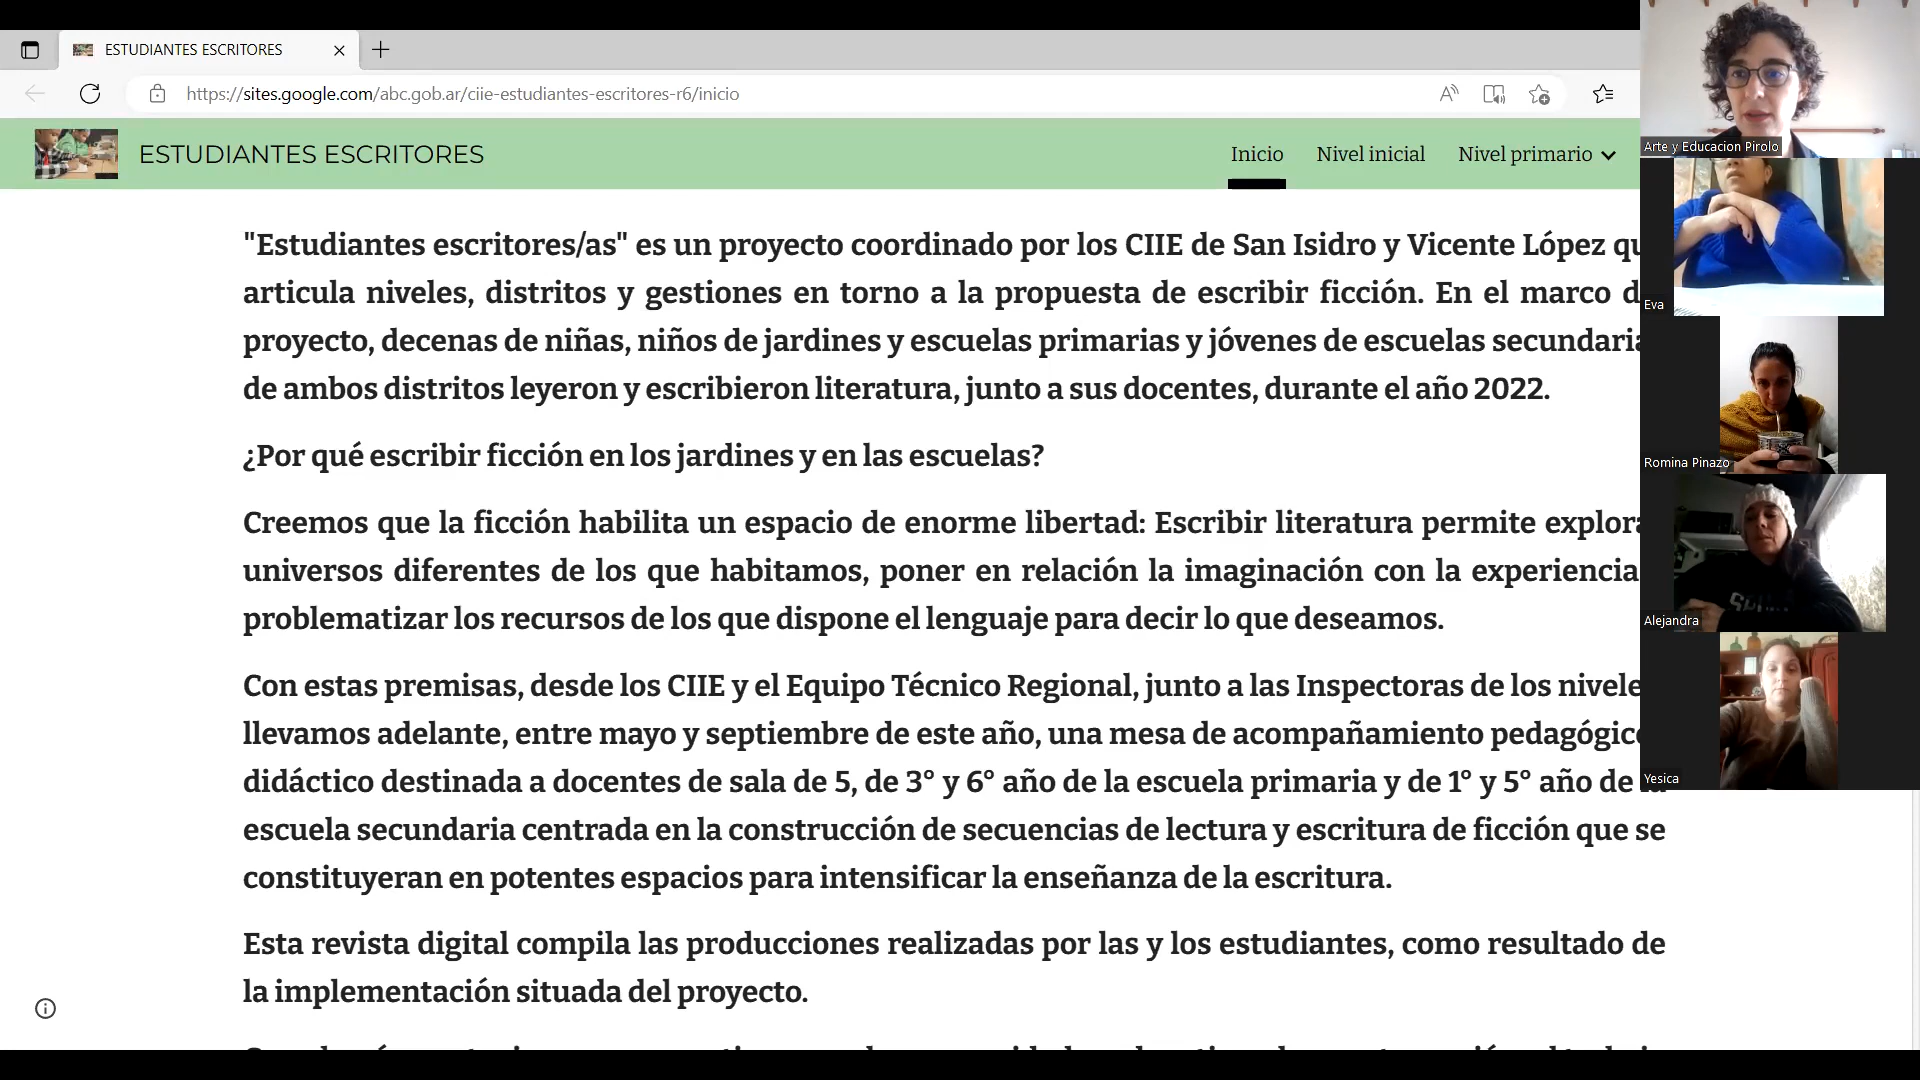 ESTUDIANTES ESCRITORES
https://sites.google.com/abc.gob.ar/ciie-estudiantes-escritores-r6/inicio
ESTUDIANTES ESCRITORES
Inicio
Nivel inicial
Nivel primario
"Estudiantes escritores/as" es un proyecto coordinado por los CIIE de San Isidro y Vicente López
articula niveles, distritos y gestiones en torno a la propuesta de escribir ficción. En el marco
proyecto, decenas de niñas, niños de jardines y escuelas primarias y jóvenes de escuelas
de ambos distritos leyeron y escribieron literatura, junto a sus docentes, durante el año 2022.
¿Por qué escribir ficción en los jardines y en las escuelas?
Creemos que la ficción habilita un espacio de enorme libertad: Escribir literatura permite
universos diferentes de los que habitamos, poner en relación la imaginación con la experiencia
problematizar los recursos de los que dispone el lenguaje para decir lo que deseamos.
Con estas premisas, desde los CIIE y el Equipo Técnico Regional, junto a las Inspectoras de los
llevamos adelante, entre mayo y septiembre de este año, una mesa de acompañamiento
didáctico destinada a docentes de sala de 5, de 3° y 6° año de la escuela primaria y de 1° y 5° año de la
escuela secundaria centrada en la construcción de secuencias de lectura y escritura de ficción que se
constituyeran en potentes espacios para intensificar la enseñanza de la escritura.
Esta revista digital compila las producciones realizadas por las y los estudiantes, como resultado de
la implementación situada del proyecto.
Arte y Educacion Pirolo
Eva
Romina Pinazo
Alejandra
Yesica